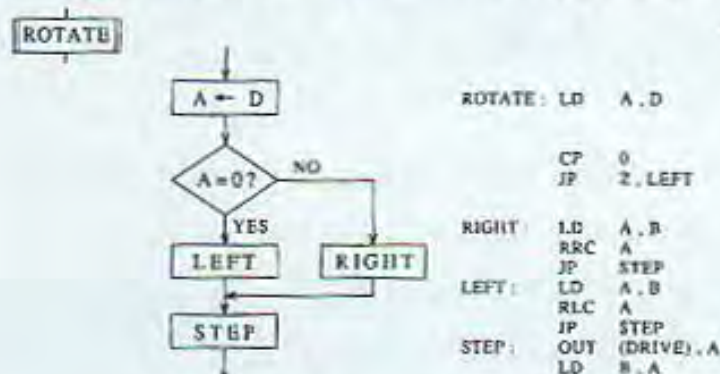 ROTATE
A ← D
A=0?
NO
YES
LEFT
RIGHT
STEP
ROTATE: LD A,D
CP 0
JP Z,LEFT
RIGHT: LD A,B
RRC A
JP STEP
LEFT: LD A,B
RLC A
JP STEP
STEP: OUT (DRIVE),A
LD B,A